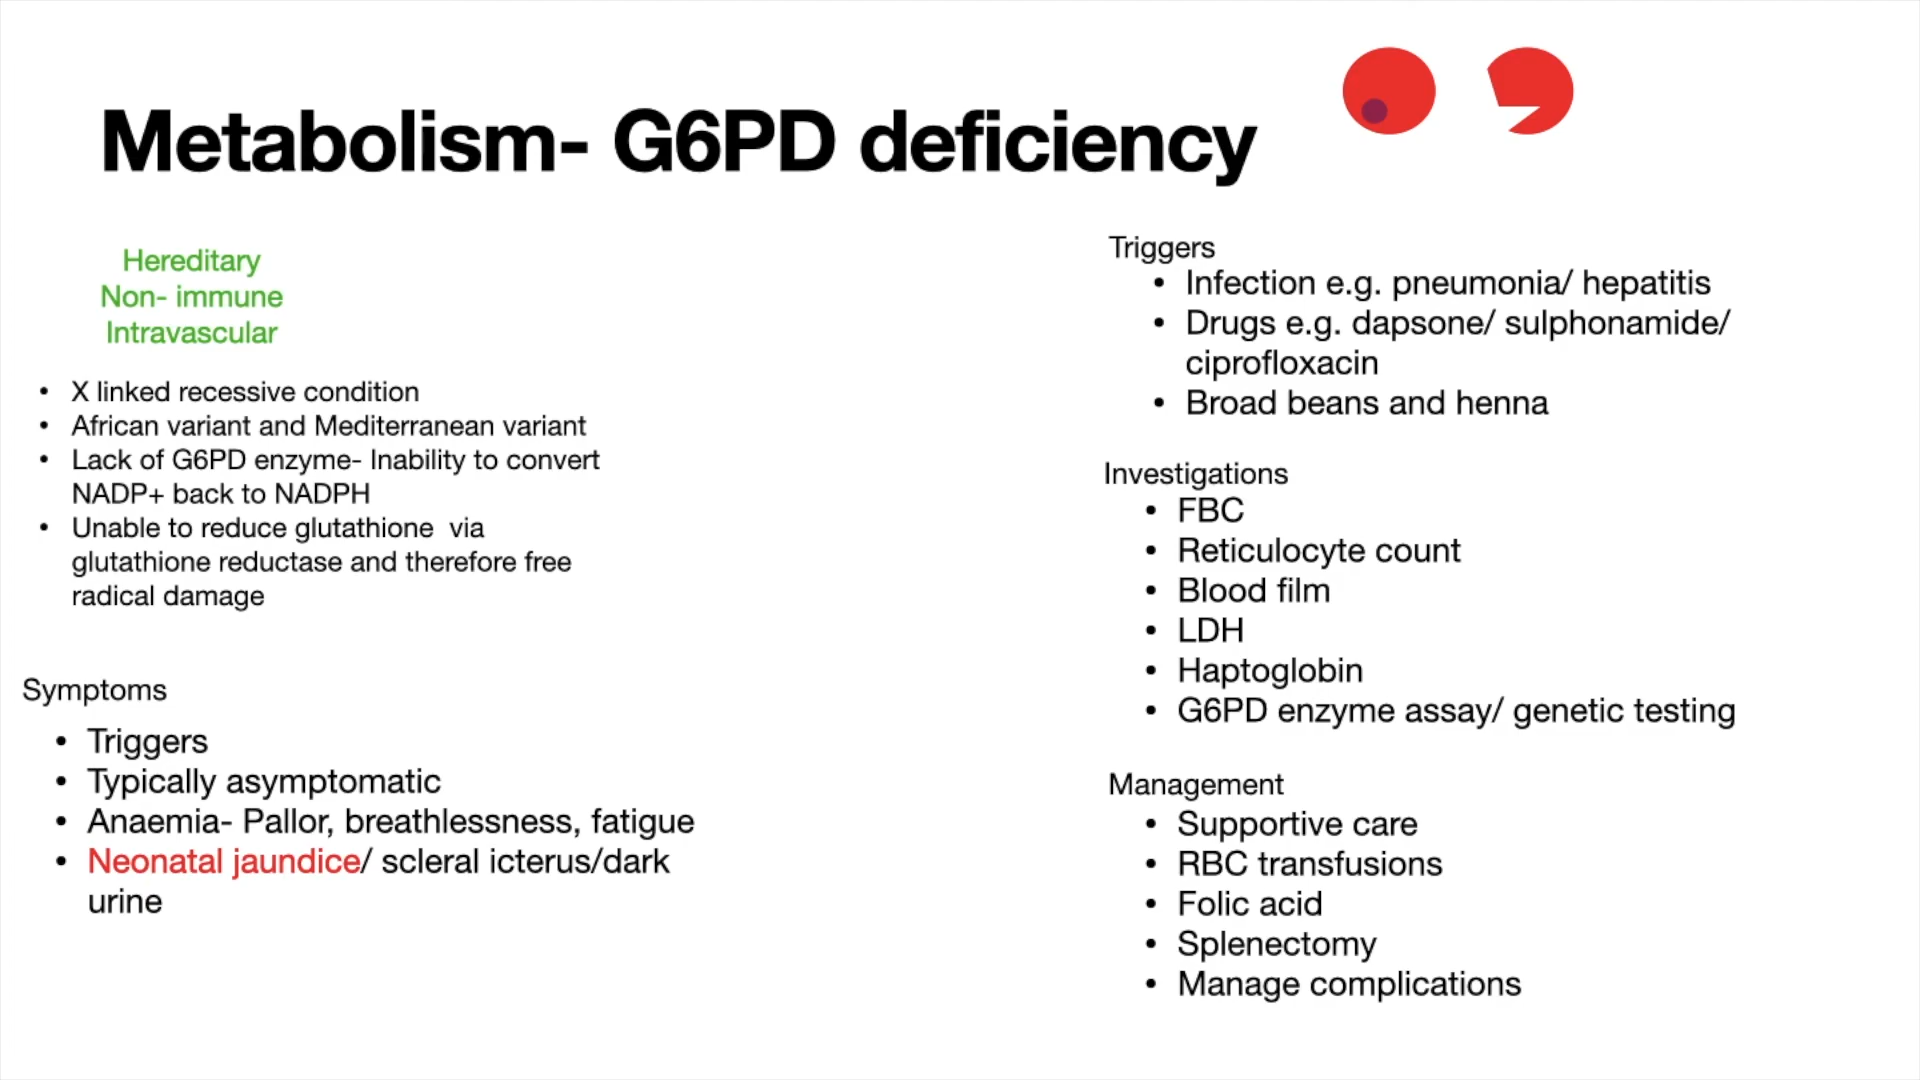 Metabolism- G6PD deficiency
Hereditary
Non- immune
Intravascular
• X linked recessive condition
• African variant and Mediterranean variant
• Lack of G6PD enzyme- Inability to convert
NADP+ back to NADPH
• Unable to reduce glutathione  via
glutathione reductase and therefore free
radical damage
Symptoms
• Triggers
• Typically asymptomatic
• Anaemia- Pallor, breathlessness, fatigue
• Neonatal jaundice/ scleral icterus/dark
urine
Triggers
• Infection e.g. pneumonia/ hepatitis
• Drugs e.g. dapsone/ sulphonamide/
ciprofloxacin
• Broad beans and henna
Investigations
• FBC
• Reticulocyte count
• Blood film
• LDH
• Haptoglobin
• G6PD enzyme assay/ genetic testing
Management
• Supportive care
• RBC transfusions
• Folic acid
• Splenectomy
• Manage complications